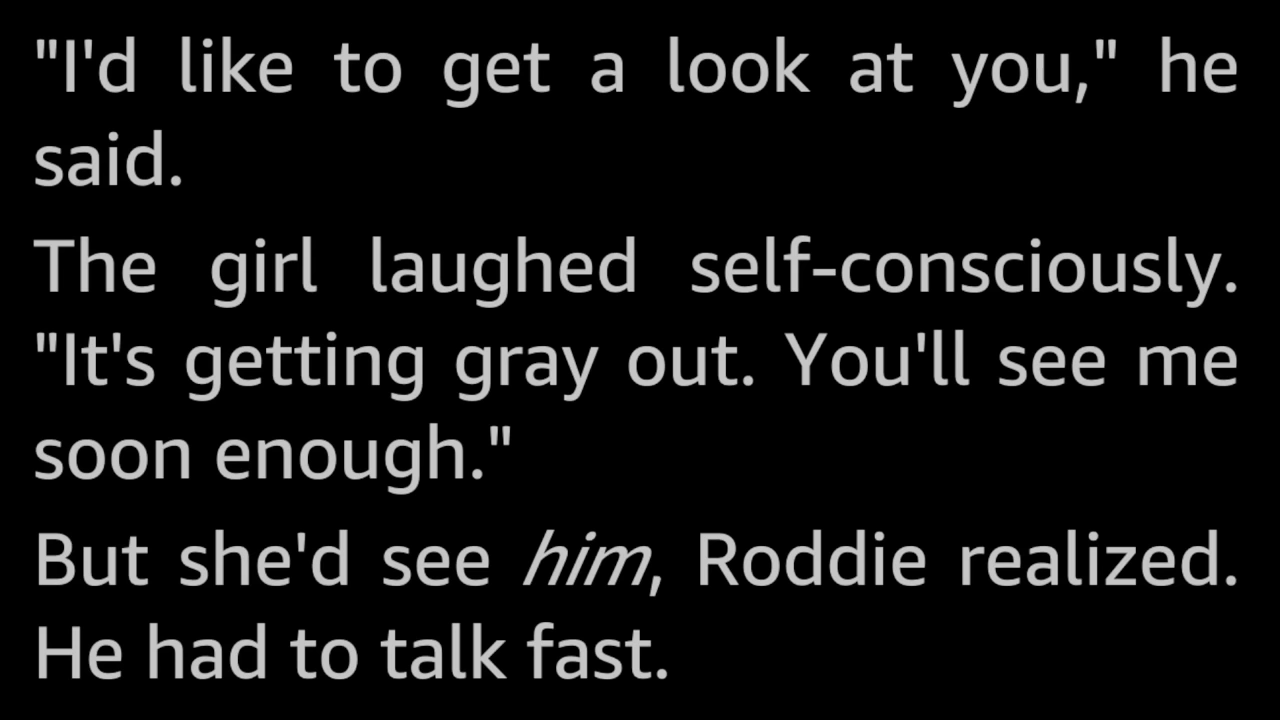 "I'd like to get a look at you," he
said.
The girl laughed self-consciously.
"It's getting gray out. You'll see me
soon enough."
But she'd see him, Roddie realized.
He had to talk fast.